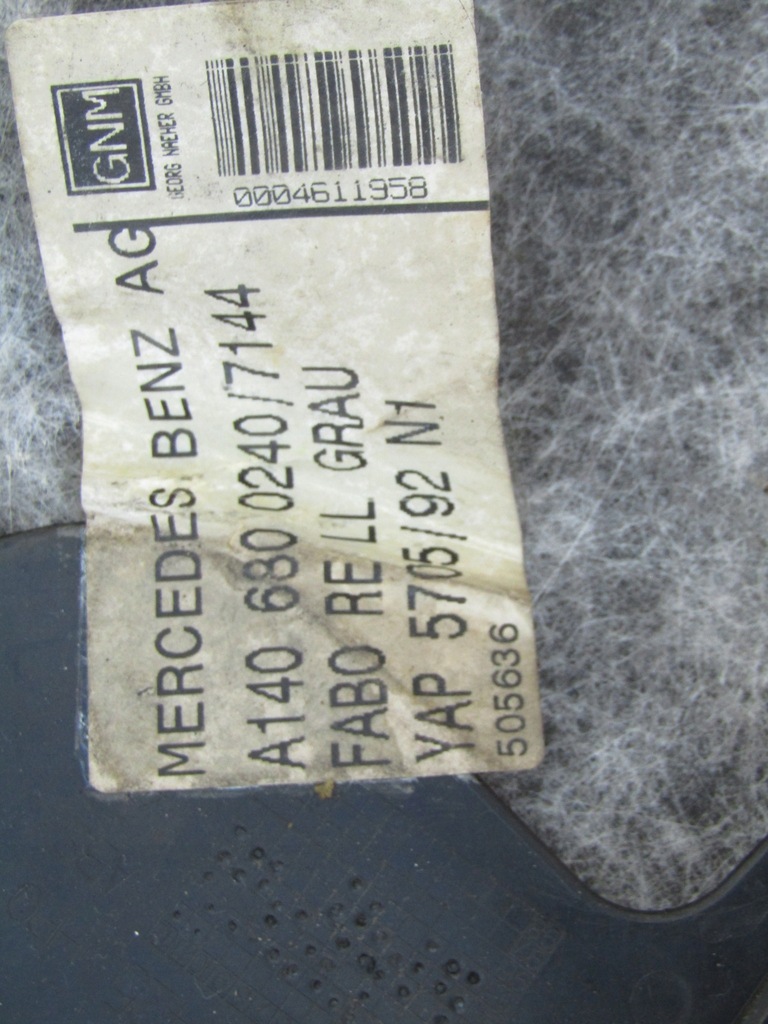 GNM
GEORG NAEHER GMBH
0004611958
MERCEDES BENZ AG
A140 680 0240/7144
FABO RE LL GRAU
YAP 5705/92 N1
505636